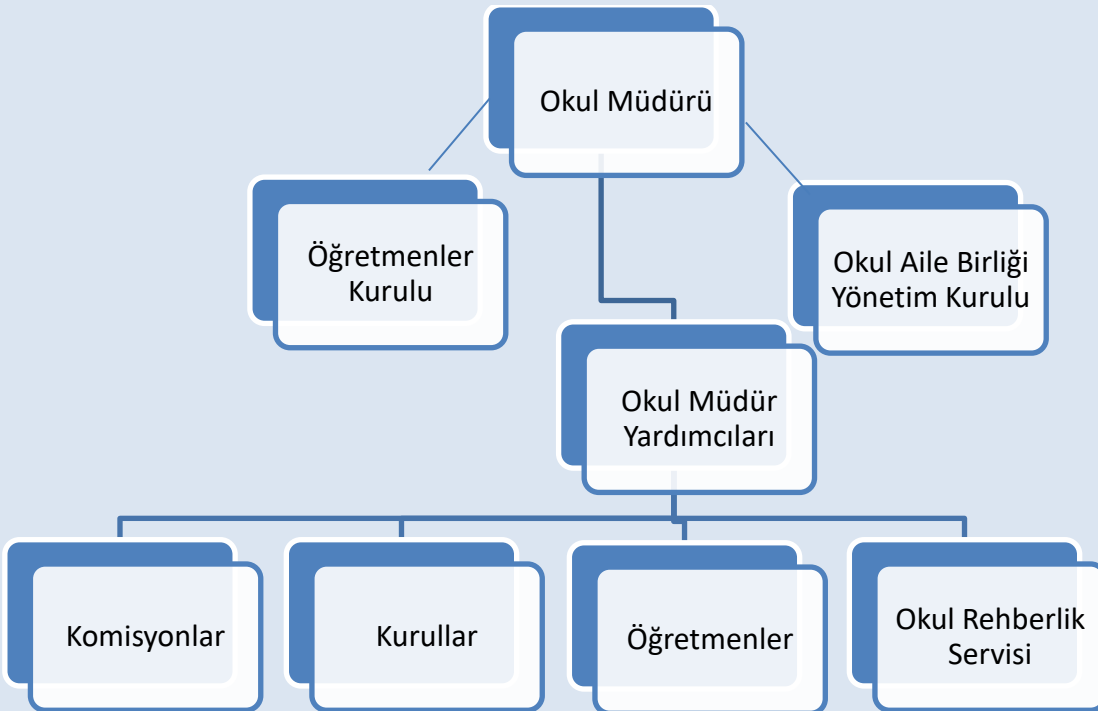 Okul Müdürü
Öğretmenler
Kurulu
Okul Aile Birliği
Yönetim Kurulu
Okul Müdür
Yardımcıları
Komisyonlar
Kurullar
Öğretmenler
Okul Rehberlik
Servisi